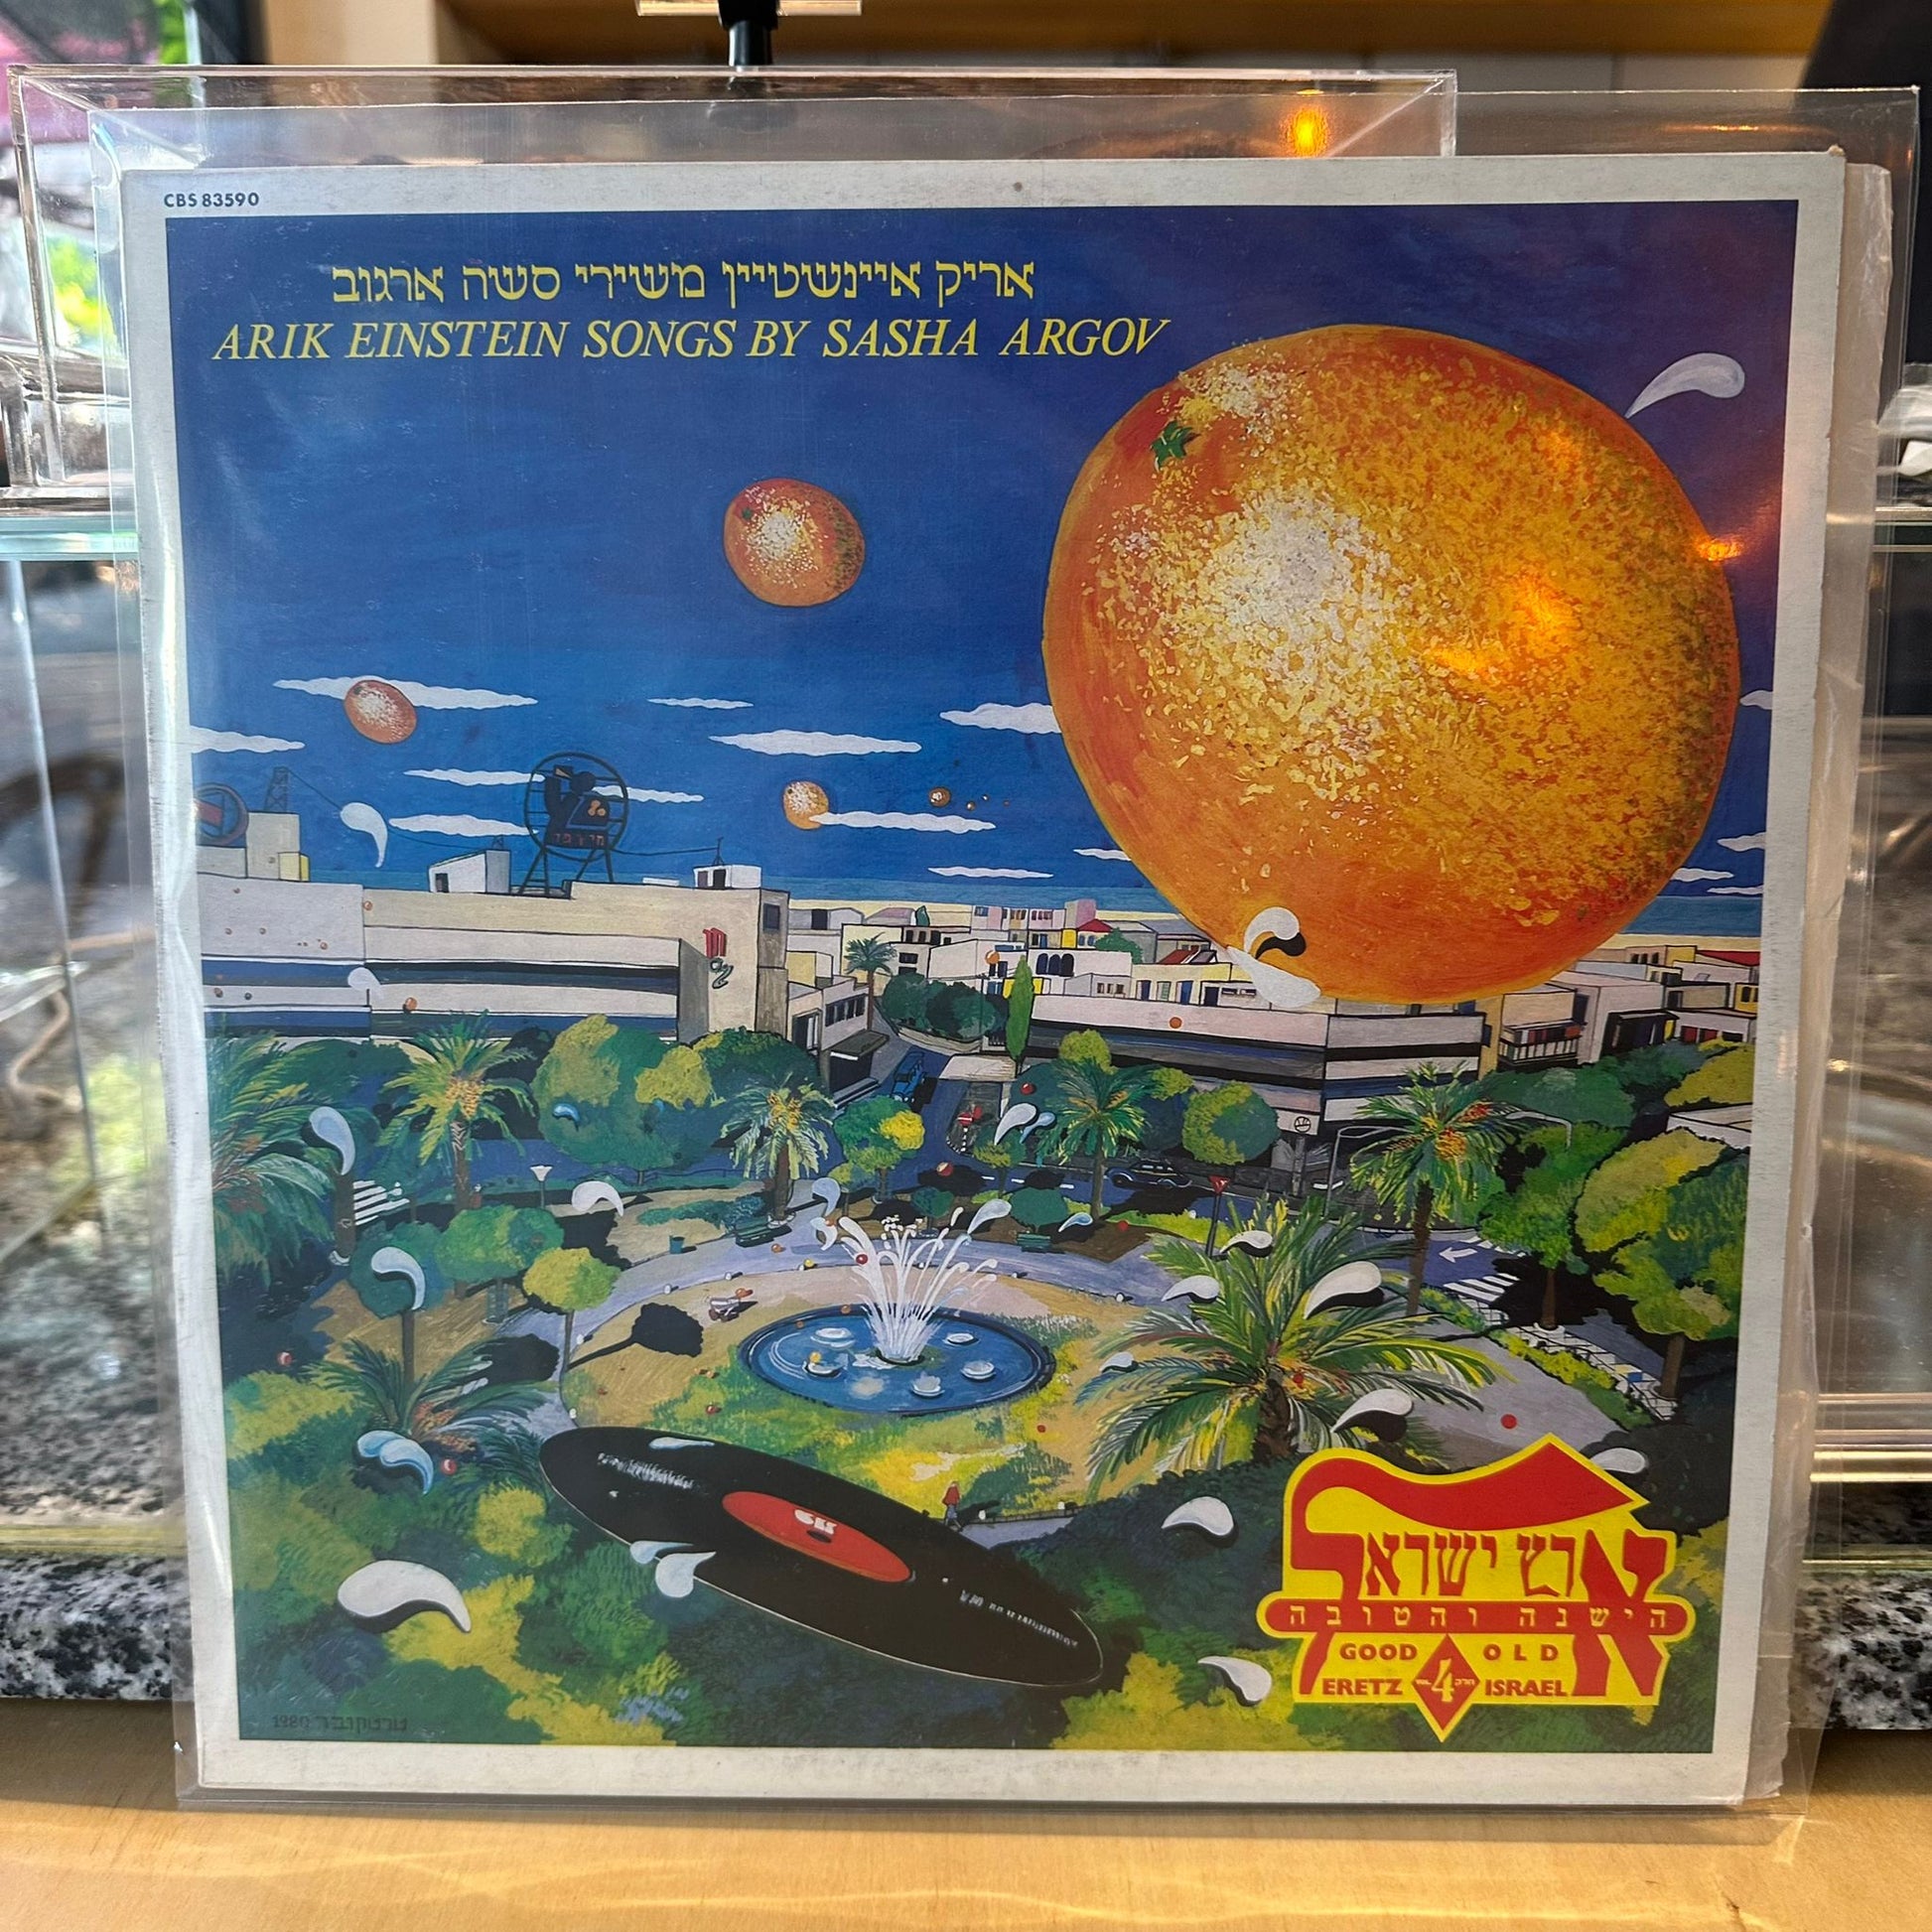 CBS 83590
אריק איינשטיין משירי סשה ארגוב
ARIK EINSTEIN SONGS BY SASHA ARGOV
ארץ ישראל
הישנה והטובה
GOOD OLD
ERETZ 4 ISRAEL
1980